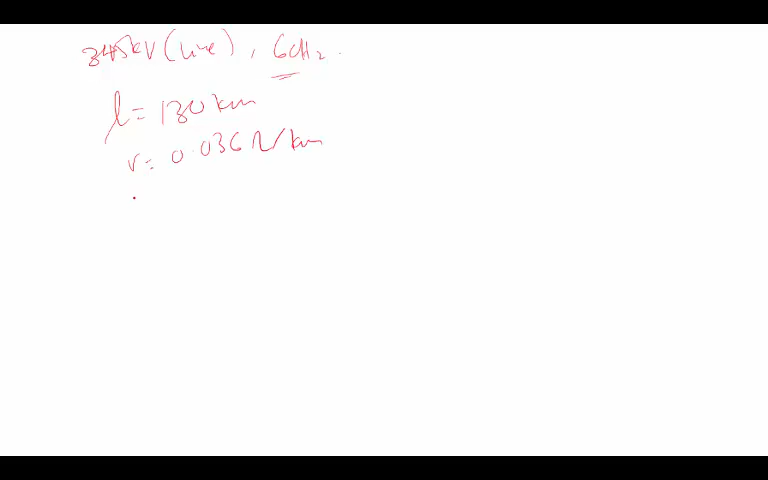 345kV (line), 60Hz.
l = 130 km
r = 0.036 Ω/km